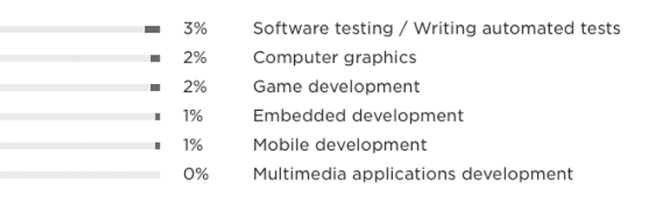 3% Software testing / Writing automated tests
2% Computer graphics
2% Game development
1% Embedded development
1% Mobile development
0% Multimedia applications development